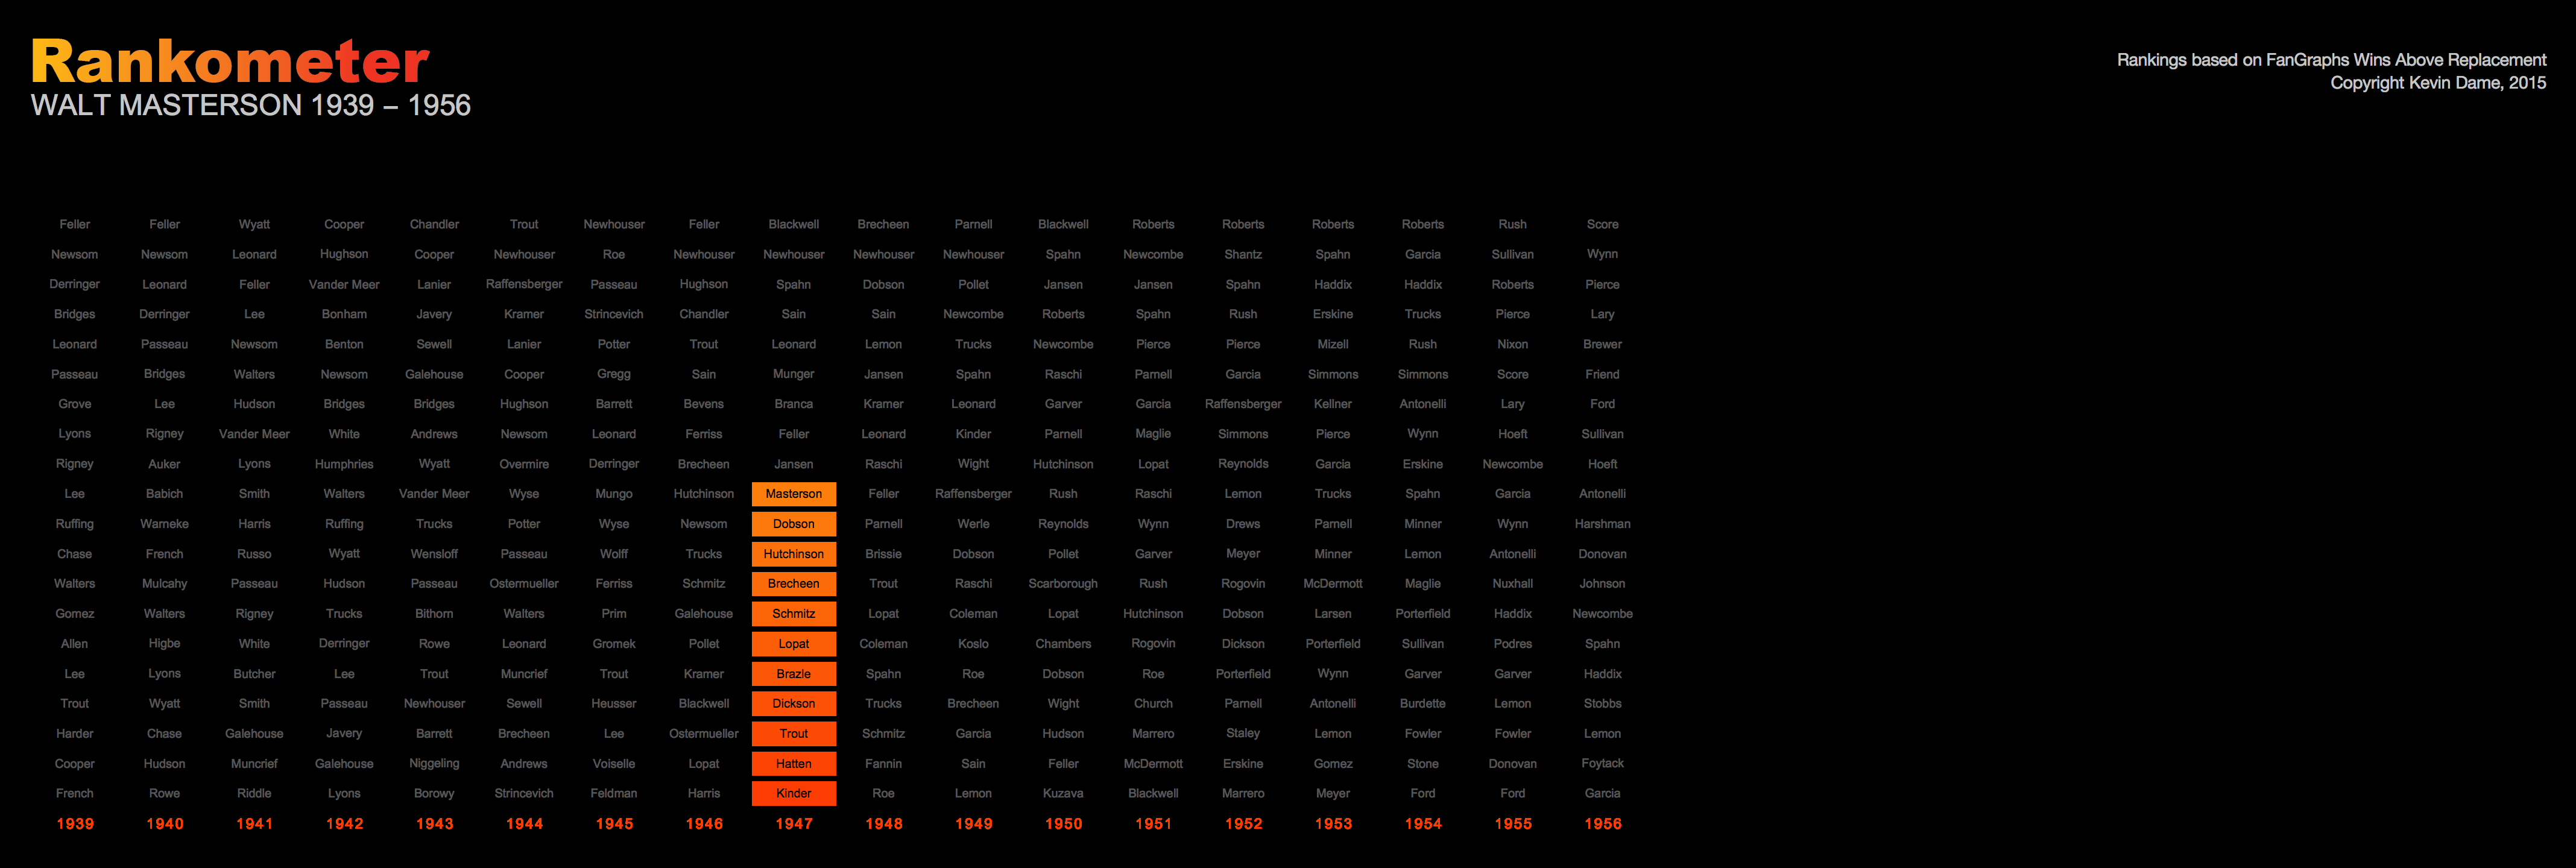 Rankometer
WALT MASTERSON 1939 – 1956
Rankings based on FanGraphs Wins Above Replacement
Copyright Kevin Dame, 2015
Feller Feller Wyatt Cooper Chandler Trout Newhouser Feller Blackwell Brecheen Parnell Blackwell Roberts Roberts Roberts Roberts Rush Score
Newsom Newsom Leonard Hughson Cooper Newhouser Roe Newhouser Newhouser Newhouser Newhouser Spahn Newcombe Shantz Spahn Garcia Sullivan Wynn
Derringer Leonard Feller Vander Meer Lanier Raffensberger Passeau Hughson Spahn Dobson Pollet Jansen Jansen Spahn Haddix Haddix Roberts Pierce
Bridges Derringer Lee Bonham Javery Kramer Strincevich Chandler Sain Sain Newcombe Roberts Spahn Rush Erskine Trucks Pierce Lary
Leonard Passeau Newsom Benton Sewell Lanier Potter Trout Leonard Lemon Trucks Newcombe Pierce Pierce Mizell Rush Nixon Brewer
Passeau Bridges Walters Newsom Galehouse Cooper Gregg Sain Munger Jansen Spahn Raschi Parnell Garcia Simmons Simmons Score Friend
Grove Lee Hudson Bridges Bridges Hughson Barrett Bevens Branca Kramer Leonard Garver Garcia Raffensberger Kellner Antonelli Lary Ford
Lyons Rigney Vander Meer White Andrews Newsom Leonard Ferriss Feller Leonard Kinder Parnell Maglie Simmons Pierce Wynn Hoeft Sullivan
Rigney Auker Lyons Humphries Wyatt Overmire Derringer Brecheen Jansen Raschi Wight Hutchinson Lopat Reynolds Garcia Erskine Newcombe Hoeft
Lee Babich Smith Walters Vander Meer Wyse Mungo Hutchinson Masterson Feller Raffensberger Rush Raschi Lemon Trucks Spahn Garcia Antonelli
Ruffing Warneke Harris Ruffing Trucks Potter Wyse Newsom Dobson Parnell Werle Reynolds Wynn Drews Parnell Minner Wynn Harshman
Chase French Russo Wyatt Wensloff Passeau Wolff Trucks Hutchinson Brissie Dobson Pollet Garver Meyer Minner Lemon Antonelli Donovan
Walters Mulcahy Passeau Hudson Passeau Ostermueller Ferriss Schmitz Brecheen Trout Raschi Scarborough Rush Rogovin McDermott Maglie Nuxhall Johnson
Gomez Walters Rigney Trucks Bithorn Walters Prim Galehouse Schmitz Lopat Coleman Lopat Hutchinson Dobson Larsen Porterfield Haddix Newcombe
Allen Higbe White Derringer Rowe Leonard Gromek Pollet Lopat Coleman Koslo Chambers Rogovin Dickson Porterfield Sullivan Podres Spahn
Lee Lyons Butcher Lee Trout Muncrief Trout Kramer Brazle Spahn Roe Dobson Roe Porterfield Wynn Garver Garver Haddix
Trout Wyatt Smith Passeau Newhouser Sewell Heusser Blackwell Dickson Trucks Brecheen Wight Church Parnell Antonelli Burdette Lemon Stobbs
Harder Chase Galehouse Javery Barrett Brecheen Lee Ostermueller Trout Schmitz Garcia Hudson Marrero Staley Lemon Fowler Fowler Lemon
Cooper Hudson Muncrief Galehouse Niggeling Andrews Voiselle Lopat Hatten Fannin Sain Feller McDermott Erskine Gomez Stone Donovan Foytack
French Rowe Riddle Lyons Borowy Strincevich Feldman Harris Kinder Roe Lemon Kuzava Blackwell Marrero Meyer Ford Ford Garcia
1939 1940 1941 1942 1943 1944 1945 1946 1947 1948 1949 1950 1951 1952 1953 1954 1955 1956